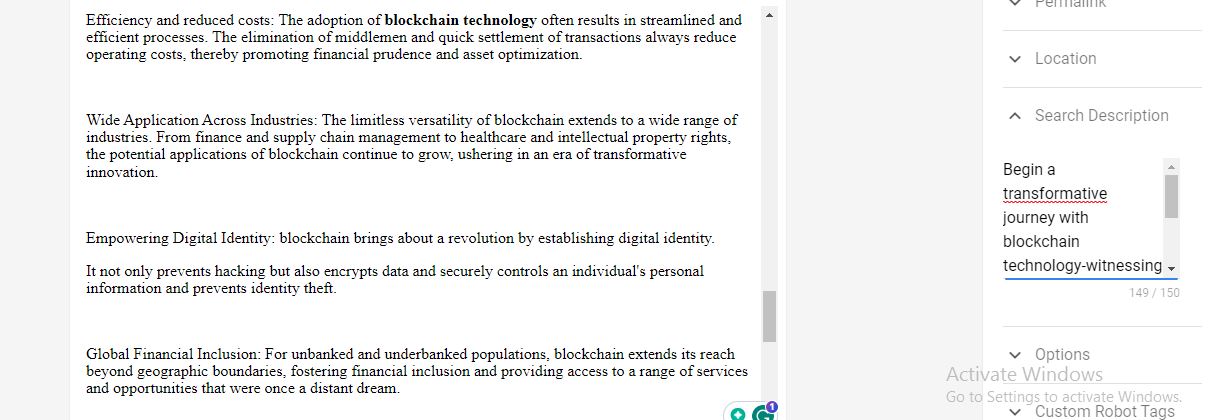 Efficiency and reduced costs: The adoption of blockchain technology often results in streamlined and
efficient processes. The elimination of middlemen and quick settlement of transactions always reduce
operating costs, thereby promoting financial prudence and asset optimization.
Wide Application Across Industries: The limitless versatility of blockchain extends to a wide range of
industries. From finance and supply chain management to healthcare and intellectual property rights,
the potential applications of blockchain continue to grow, ushering in an era of transformative
innovation.
Empowering Digital Identity: blockchain brings about a revolution by establishing digital identity.
It not only prevents hacking but also encrypts data and securely controls an individual's personal
information and prevents identity theft.
Global Financial Inclusion: For unbanked and underbanked populations, blockchain extends its reach
beyond geographic boundaries, fostering financial inclusion and providing access to a range of services
and opportunities that were once a distant dream.
1
Permalink
Location
Search Description
Begin a
transformative
journey with
blockchain
technology-witnessing
149 / 150
Options
Activate Windows
Go to Settings to activate Windows.
Custom Robot Tags